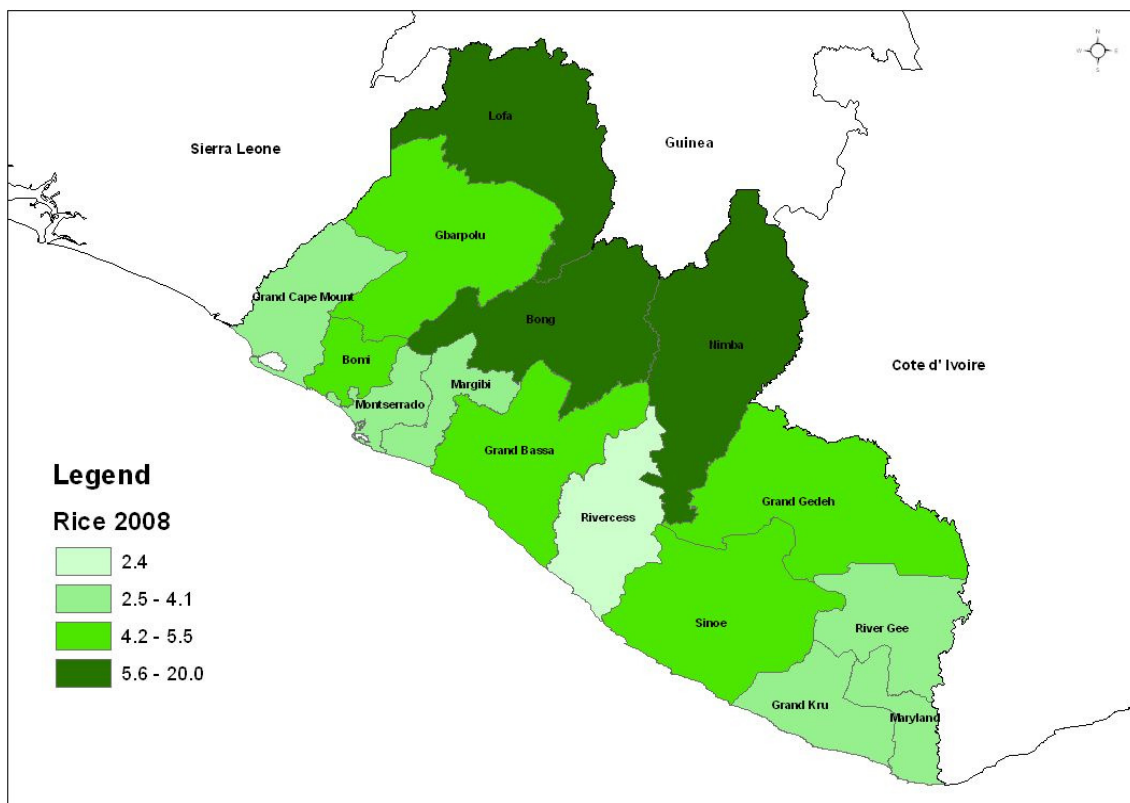 N
W E
S
Lofa
Sierra Leone
Guinea
Gbarpolu
Grand Cape Mount
Bong
Nimba
Bomi
Cote d' Ivoire
Margibi
Montserrado
Grand Bassa
Legend
Grand Gedeh
Rivercess
Rice 2008
2.4
2.5 - 4.1
4.2 - 5.5
5.6 - 20.0
Sinoe
River Gee
Grand Kru
Maryland